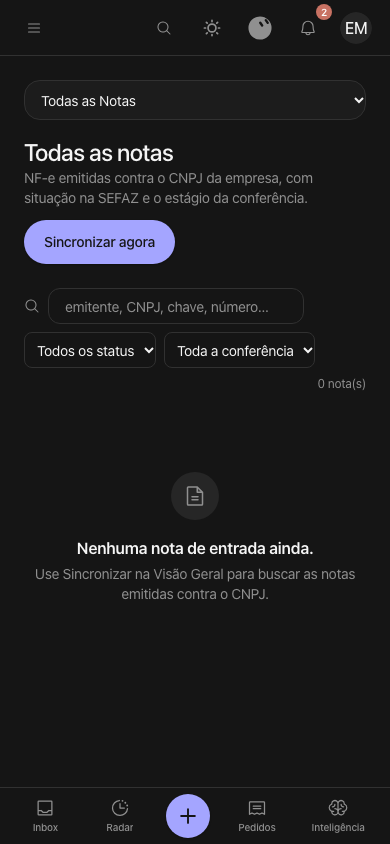 2
EM
Todas as Notas
Todas as notas
NF-e emitidas contra o CNPJ da empresa, com
situação na SEFAZ e o estágio da conferência.
Sincronizar agora
emitente, CNPJ, chave, número...
Todos os status
Toda a conferência
0 nota(s)
Nenhuma nota de entrada ainda.
Use Sincronizar na Visão Geral para buscar as notas
emitidas contra o CNPJ.
Inbox
Radar
Pedidos
Inteligência